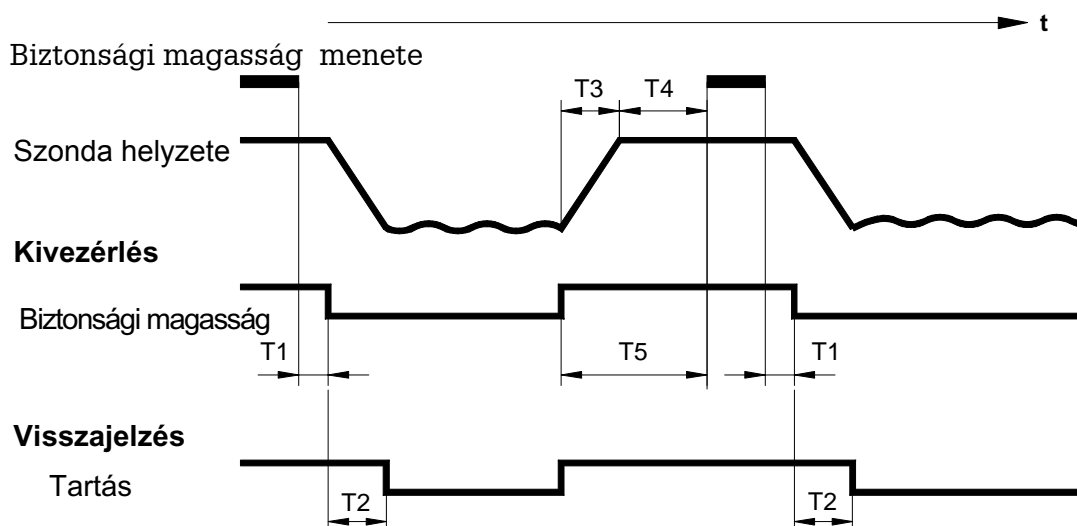 t
Biztonsági magasság menete
T3 T4
Szonda helyzete
Kivezérlés
Biztonsági magasság
T1 T5 T1
Visszajelzés
Tartás
T2 T2